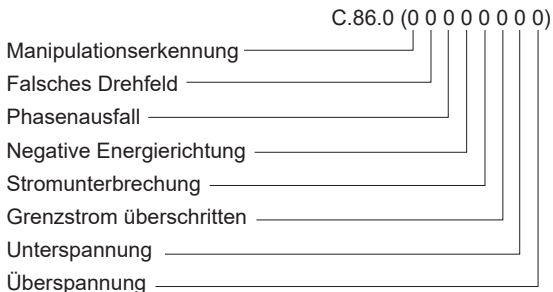 C.86.0 (0 0 0 0 0 0 0 0)
Manipulationserkennung
Falsches Drehfeld
Phasenausfall
Negative Energierichtung
Stromunterbrechung
Grenzstrom überschritten
Unterspannung
Überspannung